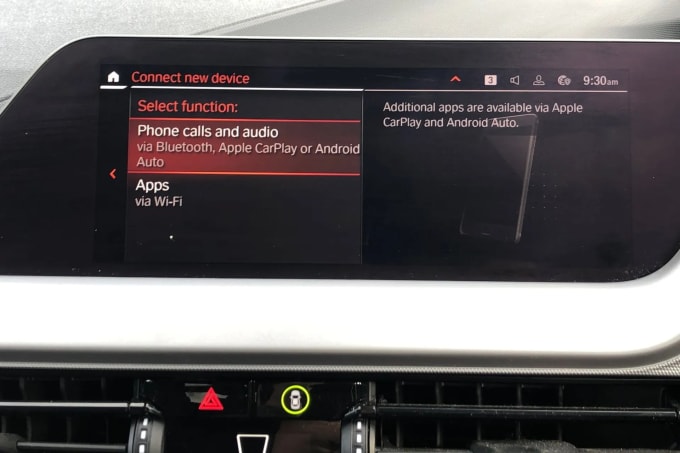 Connect new device
3
9:30am
Select function:
Phone calls and audio
via Bluetooth, Apple CarPlay or Android
Auto
Apps
via Wi-Fi
Additional apps are available via Apple
CarPlay and Android Auto.